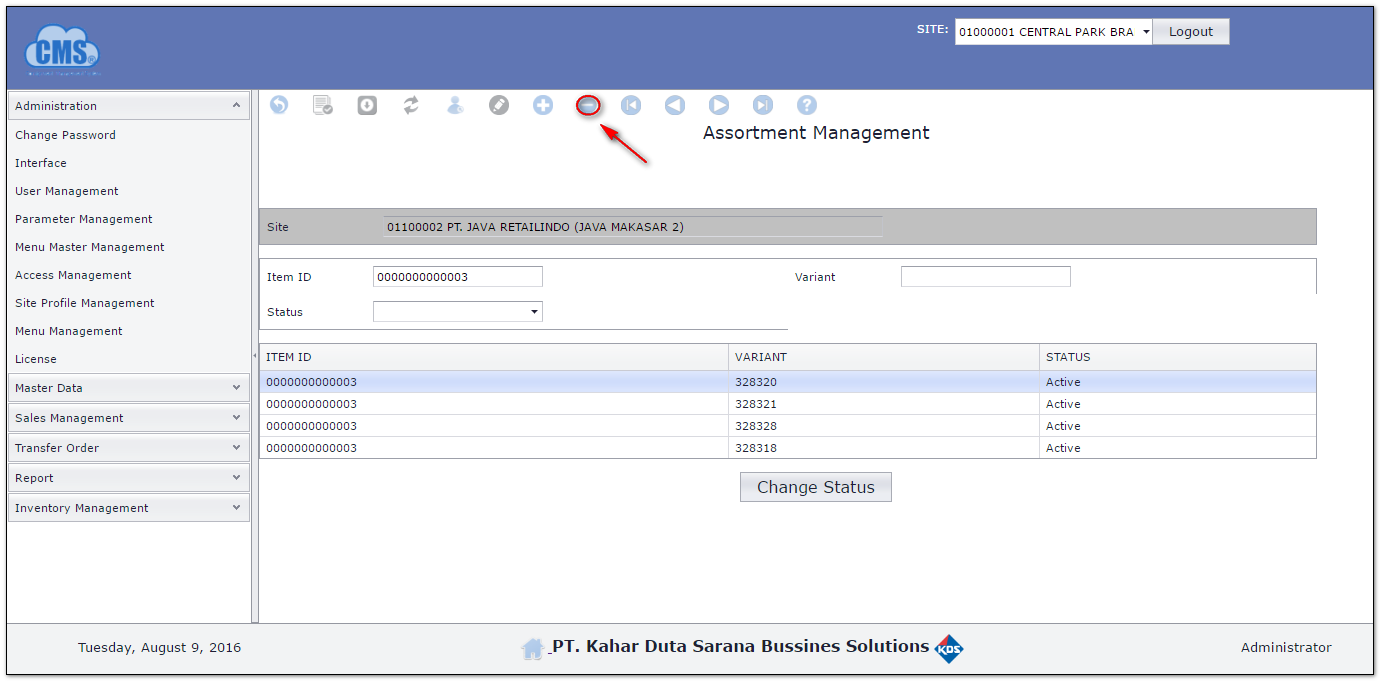 CMS
SITE: 01000001 CENTRAL PARK BRA Logout
Administration
Change Password
Interface
User Management
Parameter Management
Menu Master Management
Access Management
Site Profile Management
Menu Management
License
Master Data
Sales Management
Transfer Order
Report
Inventory Management
?
Assortment Management
Site 01100002 PT. JAVA RETAILINDO (JAVA MAKASAR 2)
Item ID 0000000000003 Variant
Status
ITEM ID VARIANT STATUS
0000000000003 328320 Active
0000000000003 328321 Active
0000000000003 328328 Active
0000000000003 328318 Active
Change Status
Tuesday, August 9, 2016 PT. Kahar Duta Sarana Bussines Solutions KDS Administrator